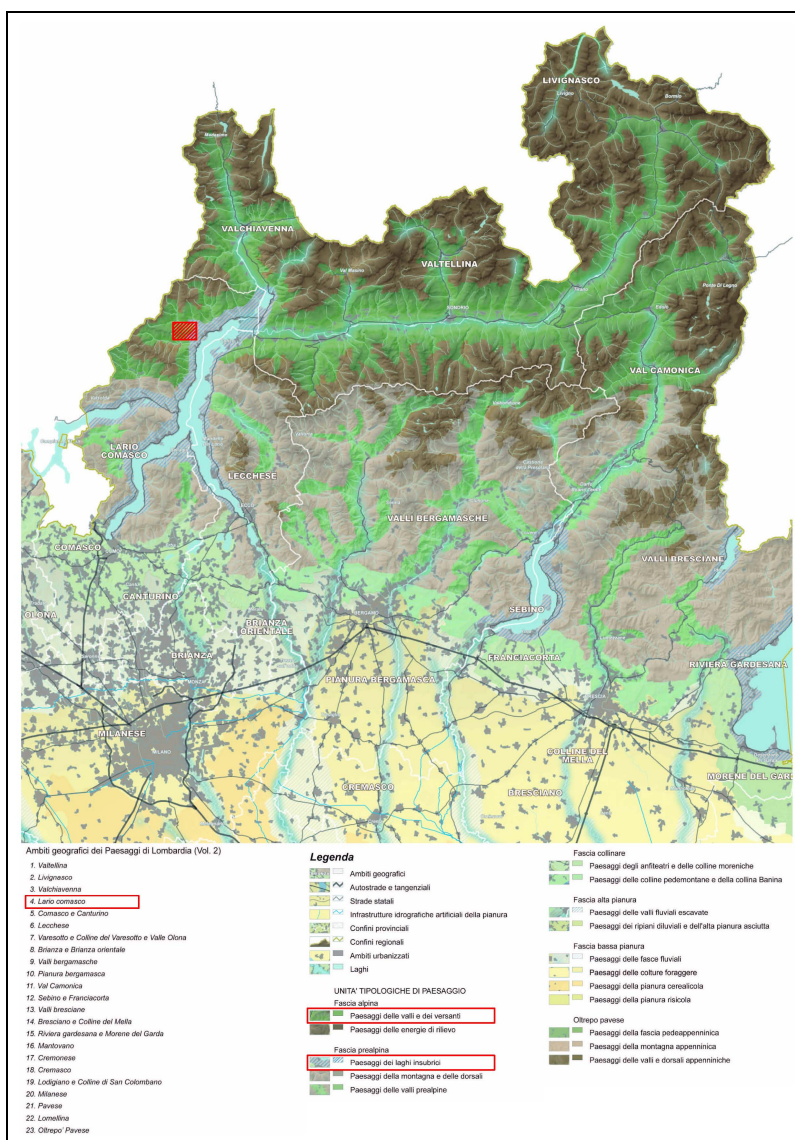 LIVIGNASCO
Livigno
Bormio
Madesimo
VALCHIAVENNA
Val Masino
VALTELLINA
Ponte Di Legno
SONDRIO
Tirano
Edolo
VAL CAMONICA
LARIO
COMASCO
LECCHESE
VALLI BERGAMASCHE
LECCO
VALLI BRESCIANE
COMASCO
CANTURINO
OLONA
BRIANZA
ORIENTALE
BERGAMO
SEBINO
BRIANZA
FRANCIACORTA
RIVIERA GARDESANA
PIANURA BERGAMASCA
MONZA
BRESCIA
MILANESE
MILANO
COLLINE DEL
MELLA
CREMASCO
BRESCIANO
MORENE DEL GAR
Ambiti geografici dei Paesaggi di Lombardia (Vol. 2)
1. Valtellina
2. Livignasco
3. Valchiavenna
4. Lario comasco
5. Comasco e Canturino
6. Lecchese
7. Varesotto e Colline del Varesotto e Valle Olona
8. Brianza e Brianza orientale
9. Valli bergamasche
10. Pianura bergamasca
11. Val Camonica
12. Sebino e Franciacorta
13. Valli bresciane
14. Bresciano e Colline del Mella
15. Riviera gardesana e Morene del Garda
16. Mantovano
17. Cremonese
18. Cremasco
19. Lodigiano e Colline di San Colombano
20. Milanese
21. Pavese
22. Lomellina
23. Oltrepo' Pavese
Legenda
Ambiti geografici
Autostrade e tangenziali
Strade statali
Infrastrutture idrografiche artificiali della pianura
Confini provinciali
Confini regionali
Ambiti urbanizzati
Laghi
UNITA' TIPOLOGICHE DI PAESAGGIO
Fascia alpina
Paesaggi delle valli e dei versanti
Paesaggi delle energie di rilievo
Fascia prealpina
Paesaggi dei laghi insubrici
Paesaggi della montagna e delle dorsali
Paesaggi delle valli prealpine
Fascia collinare
Paesaggi degli anfiteatri e delle colline moreniche
Paesaggi delle colline pedemontane e della collina Banina
Fascia alta pianura
Paesaggi delle valli fluviali escavate
Paesaggi dei ripiani diluviali e dell'alta pianura asciutta
Fascia bassa pianura
Paesaggi delle fasce fluviali
Paesaggi delle colture foraggere
Paesaggi della pianura cerealicola
Paesaggi della pianura risicola
Oltrepo pavese
Paesaggi della fascia pedeappenninica
Paesaggi della montagna appenninica
Paesaggi delle valli e dorsali appenniniche